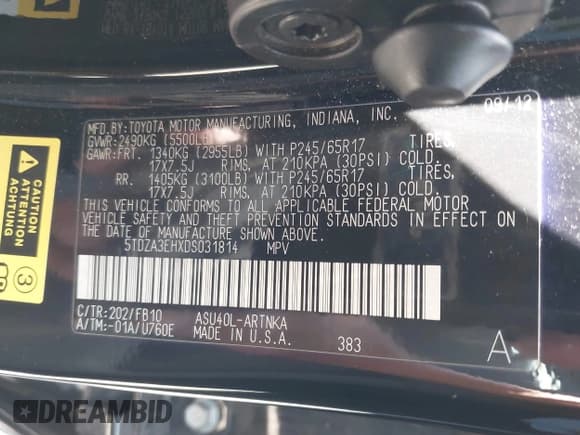 09/12
MFD.BY:TOYOTA MOTOR MANUFACTURING, INDIANA, INC.
GVWR:2490KG (5500LB)
GAWR:FRT. 1340KG (2955LB) WITH P245/65R17 TIRES,
17X7.5J RIMS, AT 210KPA (30PSI) COLD.
RR. 1405KG (3100LB) WITH P245/65R17 TIRES,
17X7.5J RIMS, AT 210KPA (30PSI) COLD.
THIS VEHICLE CONFORMS TO ALL APPLICABLE FEDERAL MOTOR
VEHICLE SAFETY AND THEFT PREVENTION STANDARDS IN EFFECT ON
THE DATE OF MANUFACTURE SHOWN ABOVE.
5TDZA3EHXDS031814 MPV
C/TR:202/FB10 ASU40L-ARTNKA
A/TM:-01A/U760E MADE IN U.S.A. 383 A
CAUTION
ATTENTION
ACHTUNG
3
DREAMBID